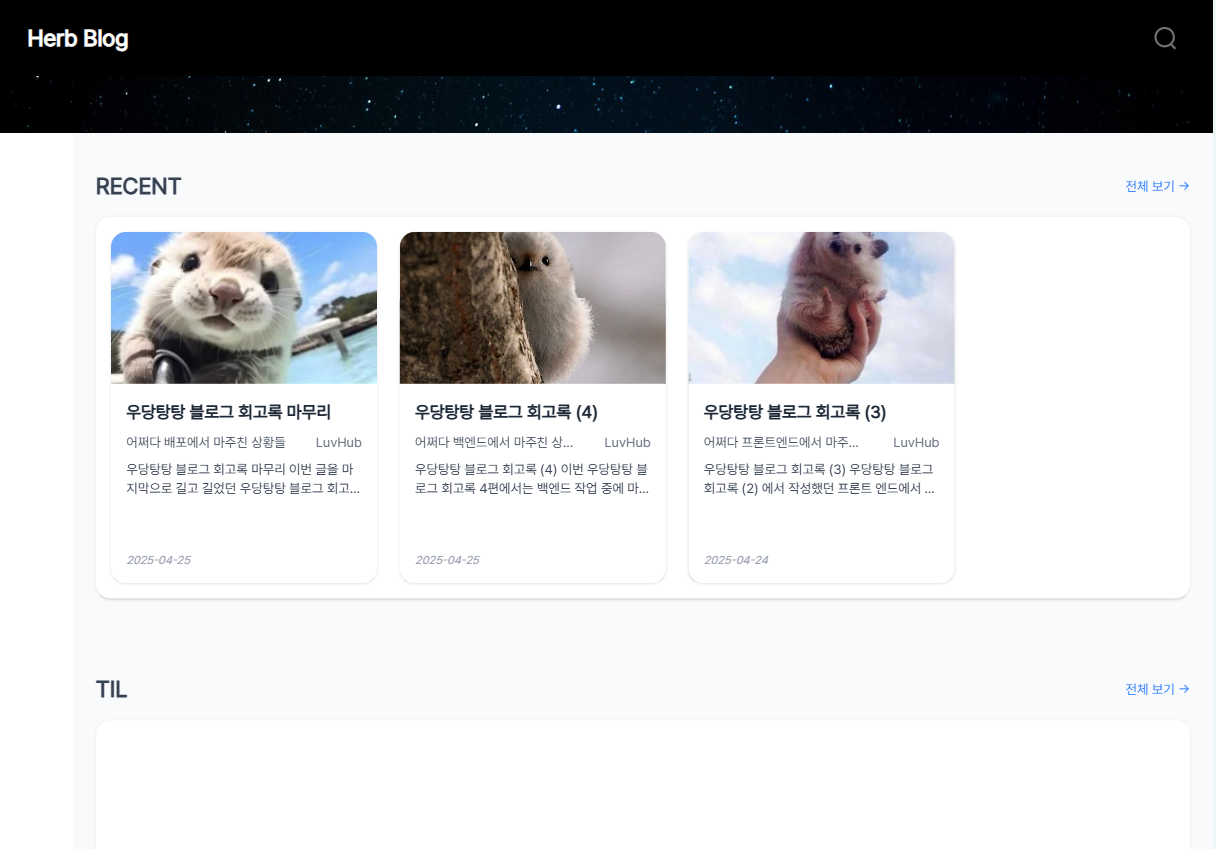 Herb Blog
RECENT
전체 보기 →
우당탕탕 블로그 회고록 마무리
어쩌다 배포에서 마주친 상황들 LuvHub
우당탕탕 블로그 회고록 마무리 이번 글을 마
지막으로 길고 길었던 우당탕탕 블로그 회고...
2025-04-25
우당탕탕 블로그 회고록 (4)
어쩌다 백엔드에서 마주친 상... LuvHub
우당탕탕 블로그 회고록 (4) 이번 우당탕탕 블
로그 회고록 4편에서는 백엔드 작업 중에 마...
2025-04-25
우당탕탕 블로그 회고록 (3)
어쩌다 프론트엔드에서 마주... LuvHub
우당탕탕 블로그 회고록 (3) 우당탕탕 블로그
회고록 (2) 에서 작성했던 프론트 엔드에서 ...
2025-04-24
TIL
전체 보기 →